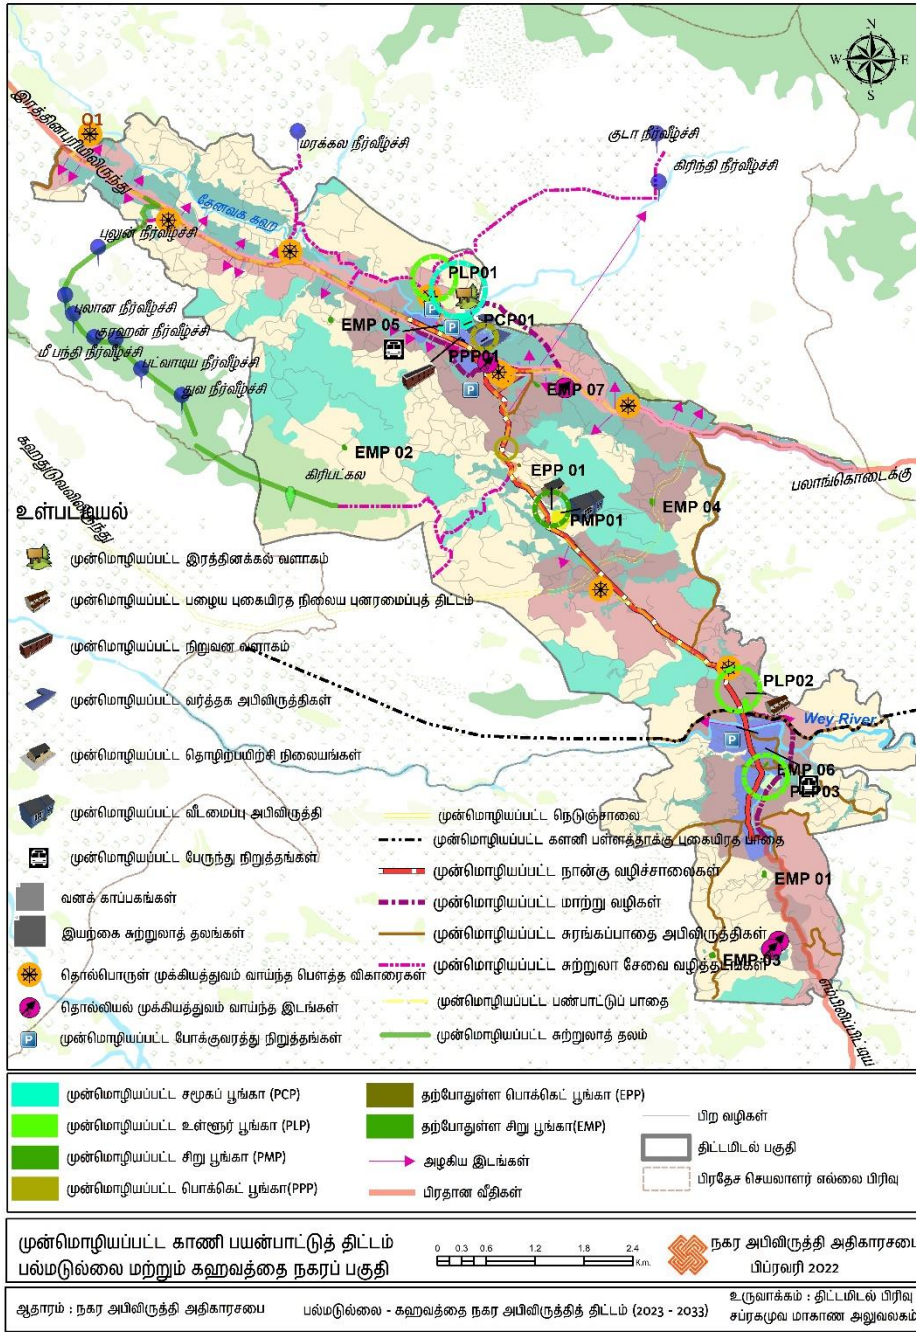 N
W E
S
01
இரத்தினபுரியிலிருந்து
மரக்கல நீர்வீழ்ச்சி
குடா நீர்வீழ்ச்சி
கிரிந்தி நீர்வீழ்ச்சி
புலுன் நீர்வீழ்ச்சி
PLP01
புலான நீர்வீழ்ச்சி
EMP 05
PCP01
குரஹன் நீர்வீழ்ச்சி
மீ பந்தி நீர்வீழ்ச்சி
PPP01
பட்வாடிய நீர்வீழ்ச்சி
EMP 07
துவ நீர்வீழ்ச்சி
EMP 02
EPP 01
பலாங்கொடைக்கு
கிரிபட்கல
EMP 04
PMP01
PLP02
Wey River
EMP 06
PLP03
EMP 01
EMP 03
எம்பிலிப்பிட்டிய
உள்பட்டியல்
முன்மொழியப்பட்ட இரத்தினக்கல் வளாகம்
முன்மொழியப்பட்ட பழைய புகையிரத நிலைய புனரமைப்புத் திட்டம்
முன்மொழியப்பட்ட நிறுவன வளாகம்
முன்மொழியப்பட்ட வர்த்தக அபிவிருத்திகள்
முன்மொழியப்பட்ட தொழிற்பயிற்சி நிலையங்கள்
முன்மொழியப்பட்ட வீடமைப்பு அபிவிருத்தி
முன்மொழியப்பட்ட பேருந்து நிறுத்தங்கள்
வனக் காப்பகங்கள்
இயற்கை சுற்றுலாத் தலங்கள்
தொல்பொருள் முக்கியத்துவம் வாய்ந்த பௌத்த விகாரைகள்
தொல்லியல் முக்கியத்துவம் வாய்ந்த இடங்கள்
P முன்மொழியப்பட்ட போக்குவரத்து நிறுத்தங்கள்
முன்மொழியப்பட்ட நெடுஞ்சாலை
முன்மொழியப்பட்ட களனி பள்ளத்தாக்கு புகையிரத பாதை
முன்மொழியப்பட்ட நான்கு வழிச்சாலைகள்
முன்மொழியப்பட்ட மாற்று வழிகள்
முன்மொழியப்பட்ட சுரங்கப்பாதை அபிவிருத்திகள்
முன்மொழியப்பட்ட சுற்றுலா சேவை வழித்தடங்கள்
முன்மொழியப்பட்ட பண்பாட்டுப் பாதை
முன்மொழியப்பட்ட சுற்றுலாத் தலம்
முன்மொழியப்பட்ட சமூகப் பூங்கா (PCP)
முன்மொழியப்பட்ட உள்ளூர் பூங்கா (PLP)
முன்மொழியப்பட்ட சிறு பூங்கா (PMP)
முன்மொழியப்பட்ட பொக்கெட் பூங்கா(PPP)
தற்போதுள்ள பொக்கெட் பூங்கா (EPP)
தற்போதுள்ள சிறு பூங்கா(EMP)
அழகிய இடங்கள்
பிரதான வீதிகள்
பிற வழிகள்
திட்டமிடல் பகுதி
பிரதேச செயலாளர் எல்லை பிரிவு
முன்மொழியப்பட்ட காணி பயன்பாட்டுத் திட்டம்
பல்மடுல்லை மற்றும் கஹவத்தை நகரப் பகுதி
0 0.3 0.6 1.2 1.8 2.4
Km.
நகர அபிவிருத்தி அதிகாரசபை
பிப்ரவரி 2022
ஆதாரம் : நகர அபிவிருத்தி அதிகாரசபை
பல்மடுல்லை - கஹவத்தை நகர அபிவிருத்தித் திட்டம் (2023 - 2033)
உருவாக்கம் : திட்டமிடல் பிரிவு
சப்ரகமுவ மாகாண அலுவலகம்